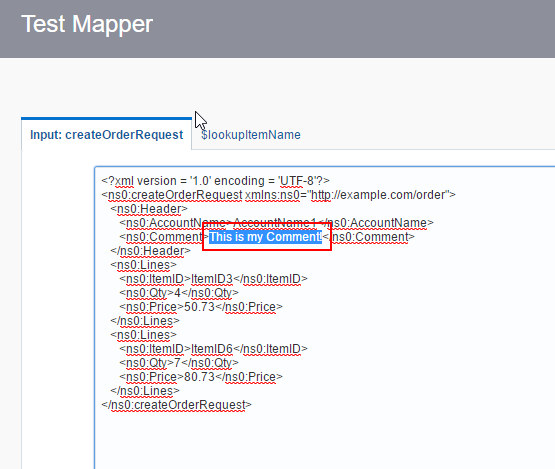 Test Mapper
Input: createOrderRequest
$lookupItemName
<?xml version = '1.0' encoding = 'UTF-8'?>
<ns0:createOrderRequest xmlns:ns0="http://example.com/order">
<ns0:Header>
<ns0:AccountName>AccountName1</ns0:AccountName>
<ns0:Comment>This is my Comment!</ns0:Comment>
</ns0:Header>
<ns0:Lines>
<ns0:ItemID>ItemID3</ns0:ItemID>
<ns0:Qty>4</ns0:Qty>
<ns0:Price>50.73</ns0:Price>
</ns0:Lines>
<ns0:Lines>
<ns0:ItemID>ItemID6</ns0:ItemID>
<ns0:Qty>7</ns0:Qty>
<ns0:Price>80.73</ns0:Price>
</ns0:Lines>
</ns0:createOrderRequest>